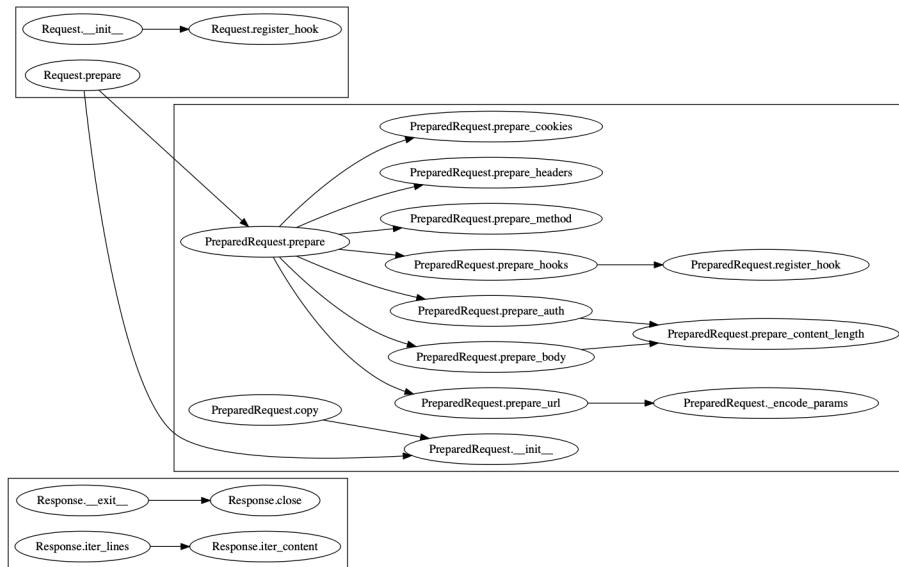 Request.__init__
Request.register_hook
Request.prepare
PreparedRequest.prepare_cookies
PreparedRequest.prepare_headers
PreparedRequest.prepare_method
PreparedRequest.prepare
PreparedRequest.prepare_hooks
PreparedRequest.register_hook
PreparedRequest.prepare_auth
PreparedRequest.prepare_content_length
PreparedRequest.prepare_body
PreparedRequest.copy
PreparedRequest.prepare_url
PreparedRequest._encode_params
PreparedRequest.__init__
Response.__exit__
Response.close
Response.iter_lines
Response.iter_content